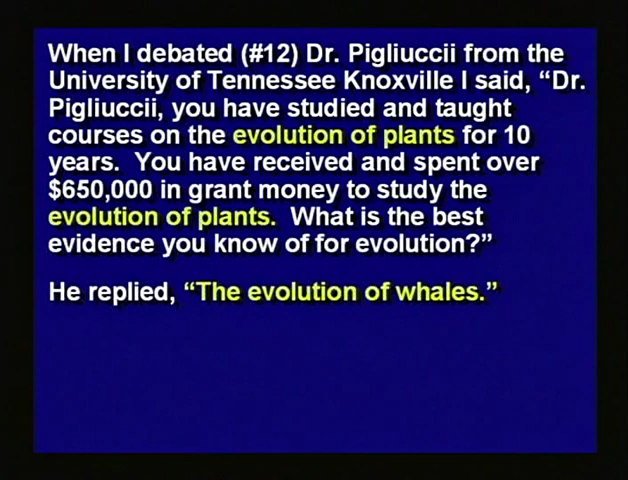 When I debated (#12) Dr. Pigliuccii from the
University of Tennessee Knoxville I said, “Dr.
Pigliuccii, you have studied and taught
courses on the evolution of plants for 10
years.  You have received and spent over
$650,000 in grant money to study the
evolution of plants.  What is the best
evidence you know of for evolution?”
He replied, “The evolution of whales.”